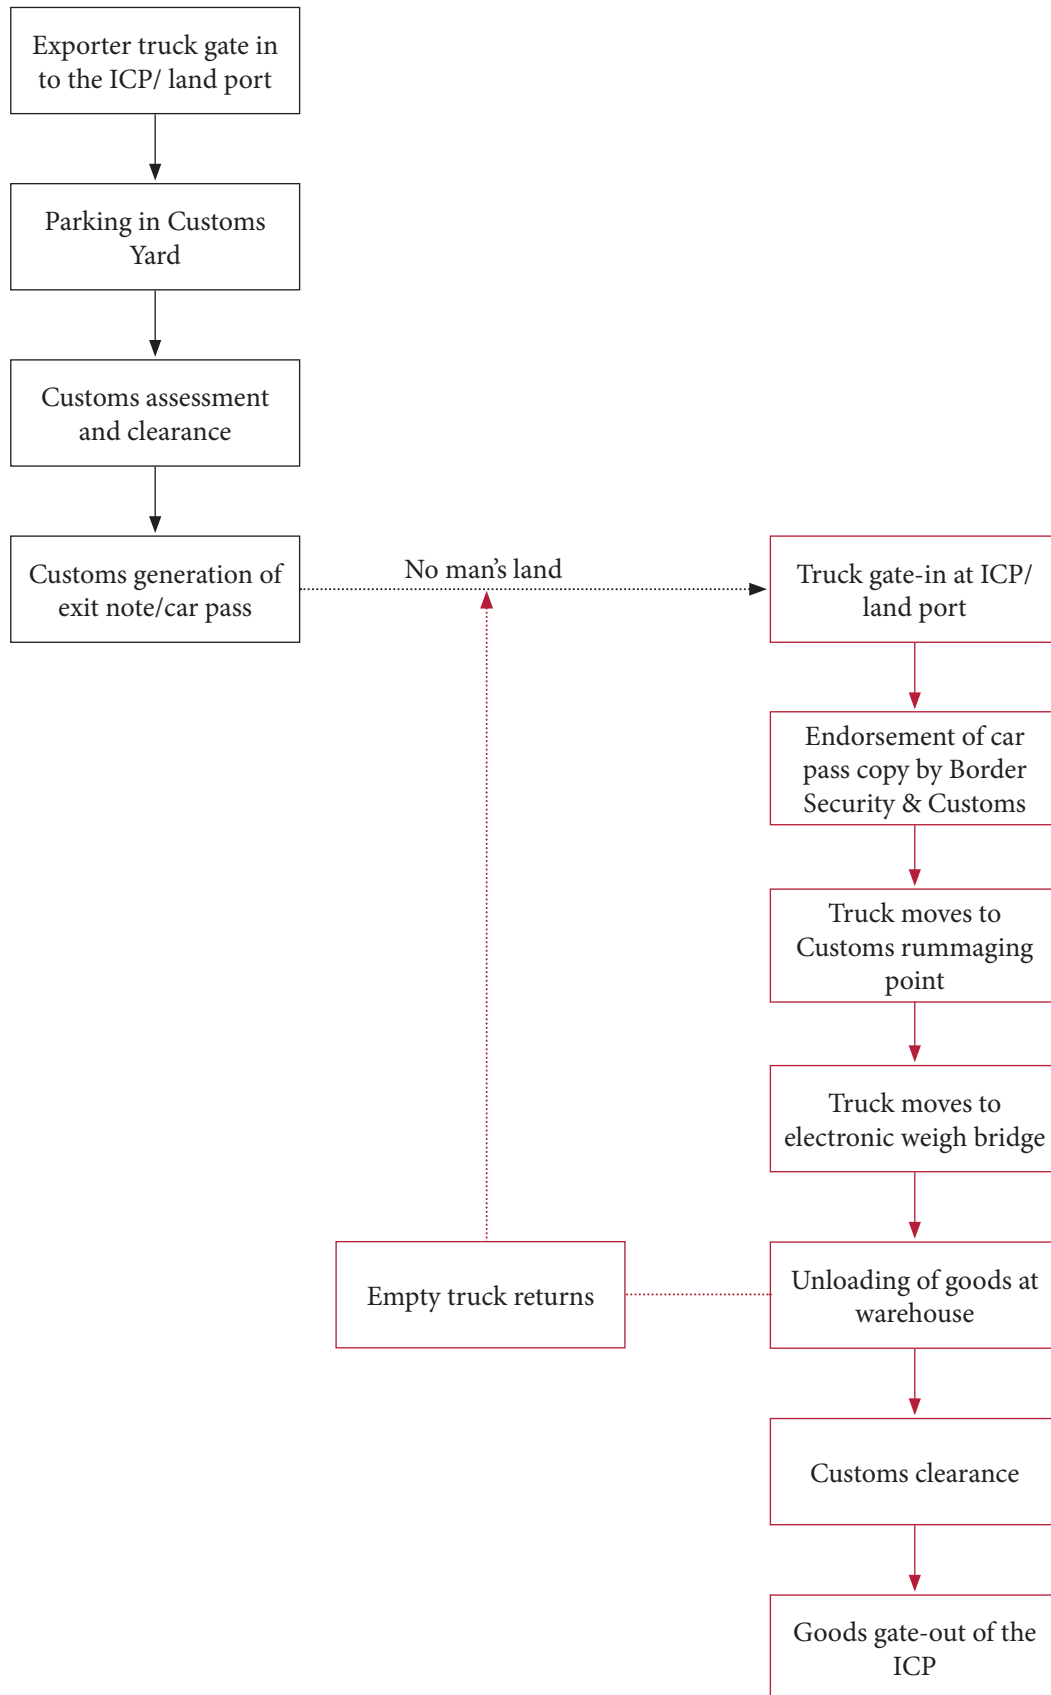 Exporter truck gate in
to the ICP/ land port
Parking in Customs
Yard
Customs assessment
and clearance
Customs generation of
exit note/car pass
No man’s land
Truck gate-in at ICP/
land port
Endorsement of car
pass copy by Border
Security & Customs
Truck moves to
Customs rummaging
point
Truck moves to
electronic weigh bridge
Empty truck returns
Unloading of goods at
warehouse
Customs clearance
Goods gate-out of the
ICP